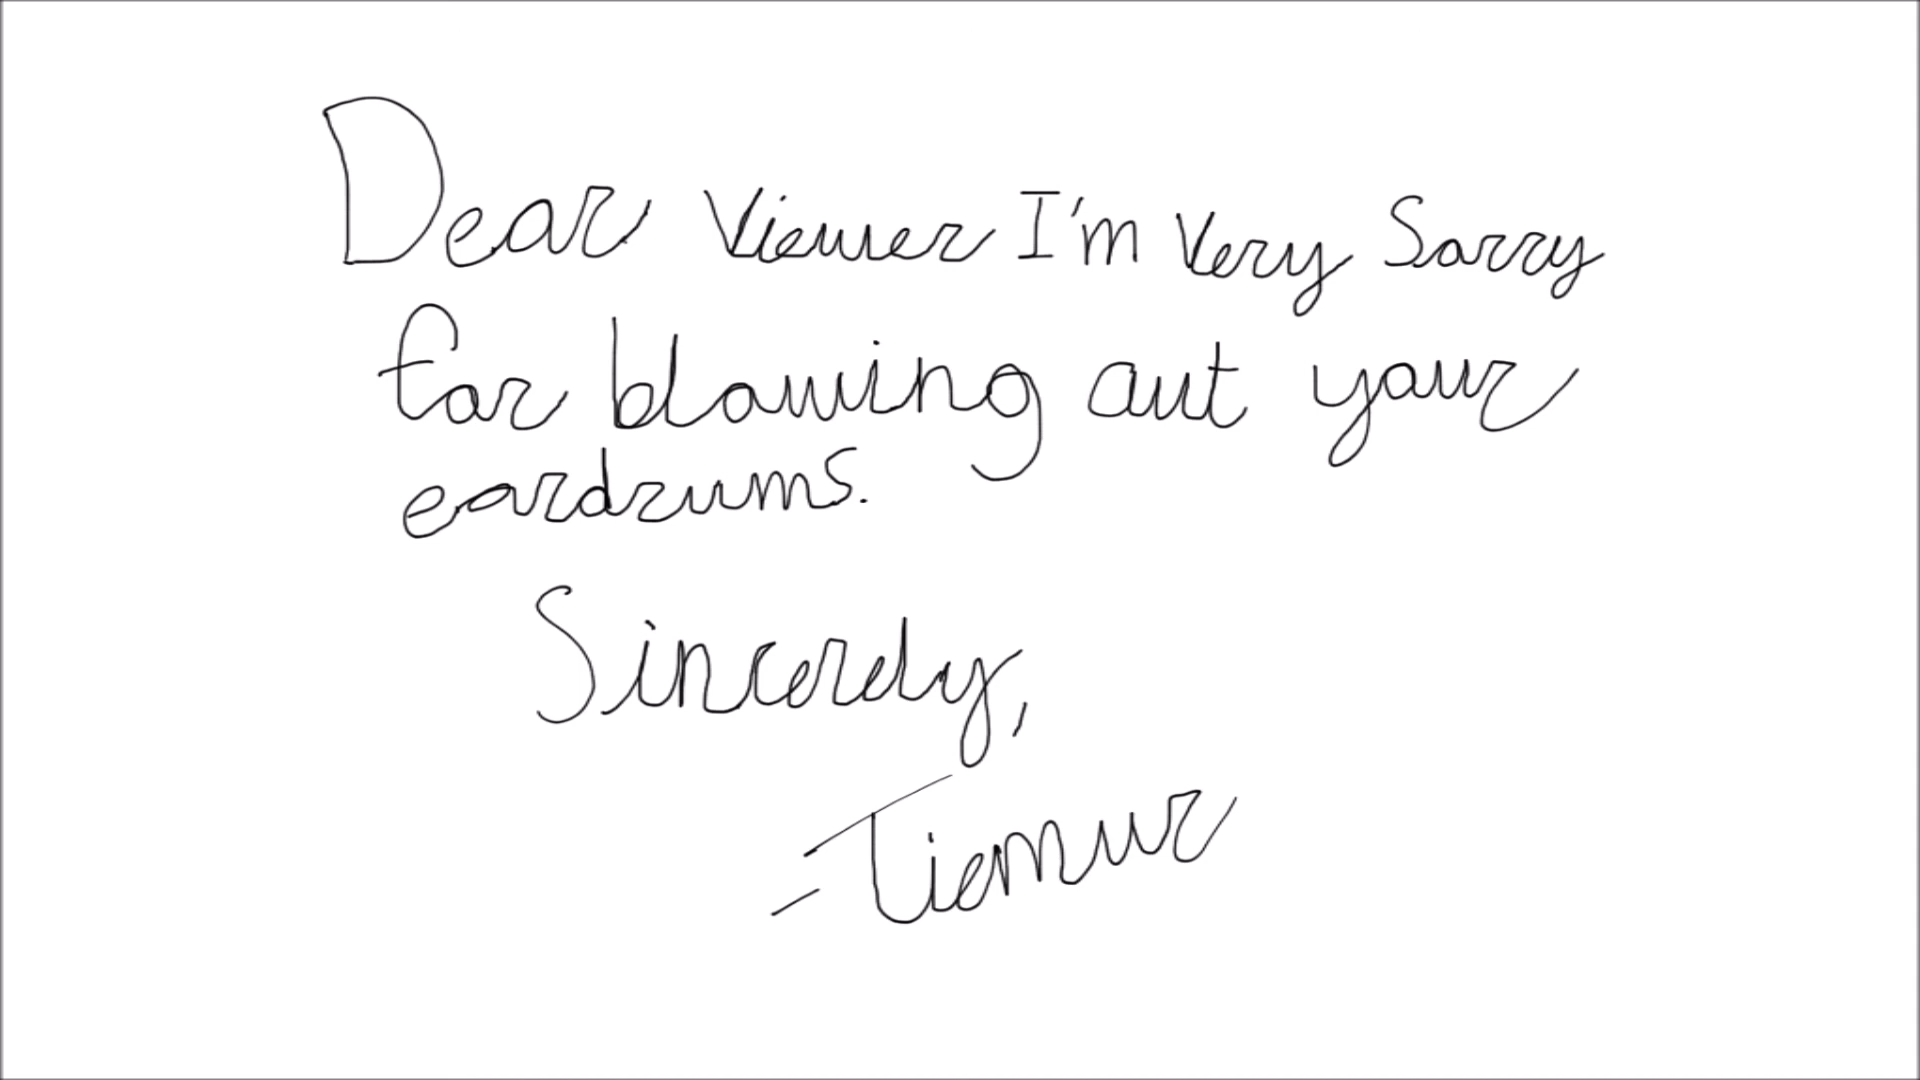 Dear Viewer I'm Very Sorry
for blowing out your
eardrums.
Sincerely,
-Tiemur